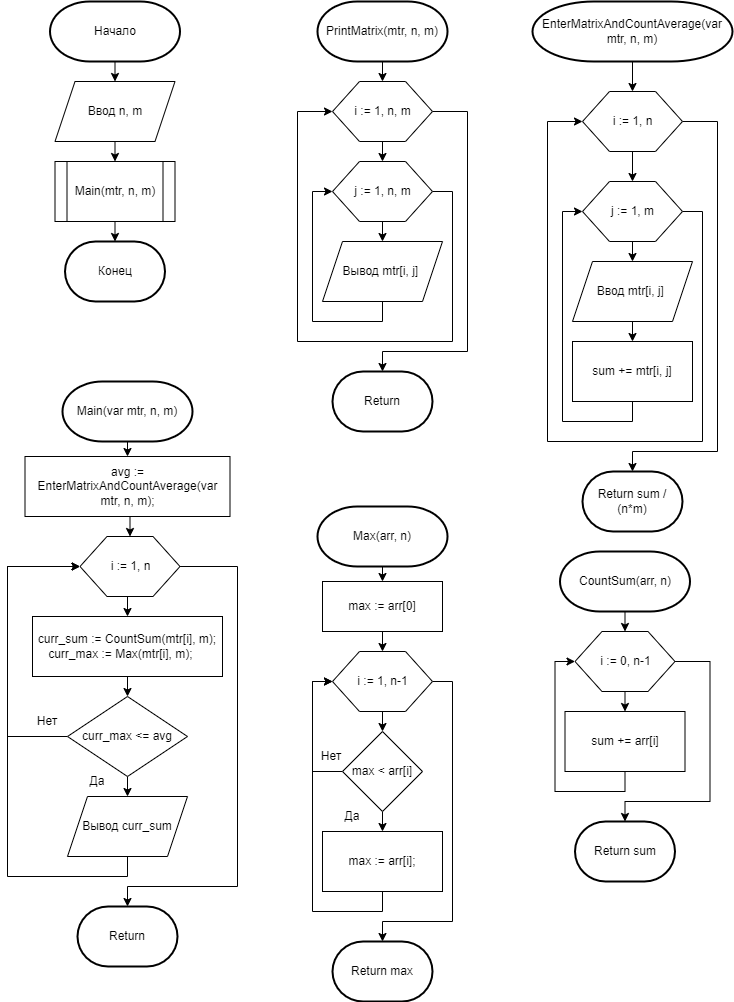 Начало
Ввод n, m
Main(mtr, n, m)
Конец
PrintMatrix(mtr, n, m)
i := 1, n, m
j := 1, n, m
Вывод mtr[i, j]
Return
EnterMatrixAndCountAverage(var
mtr, n, m)
i := 1, n
j := 1, m
Ввод mtr[i, j]
sum += mtr[i, j]
Return sum /
(n*m)
Main(var mtr, n, m)
avg :=
EnterMatrixAndCountAverage(var
mtr, n, m);
i := 1, n
curr_sum := CountSum(mtr[i], m);
curr_max := Max(mtr[i], m);
Нет
curr_max <= avg
Да
Вывод curr_sum
Return
Max(arr, n)
max := arr[0]
i := 1, n-1
Нет
max < arr[i]
Да
max := arr[i];
Return max
CountSum(arr, n)
i := 0, n-1
sum += arr[i]
Return sum